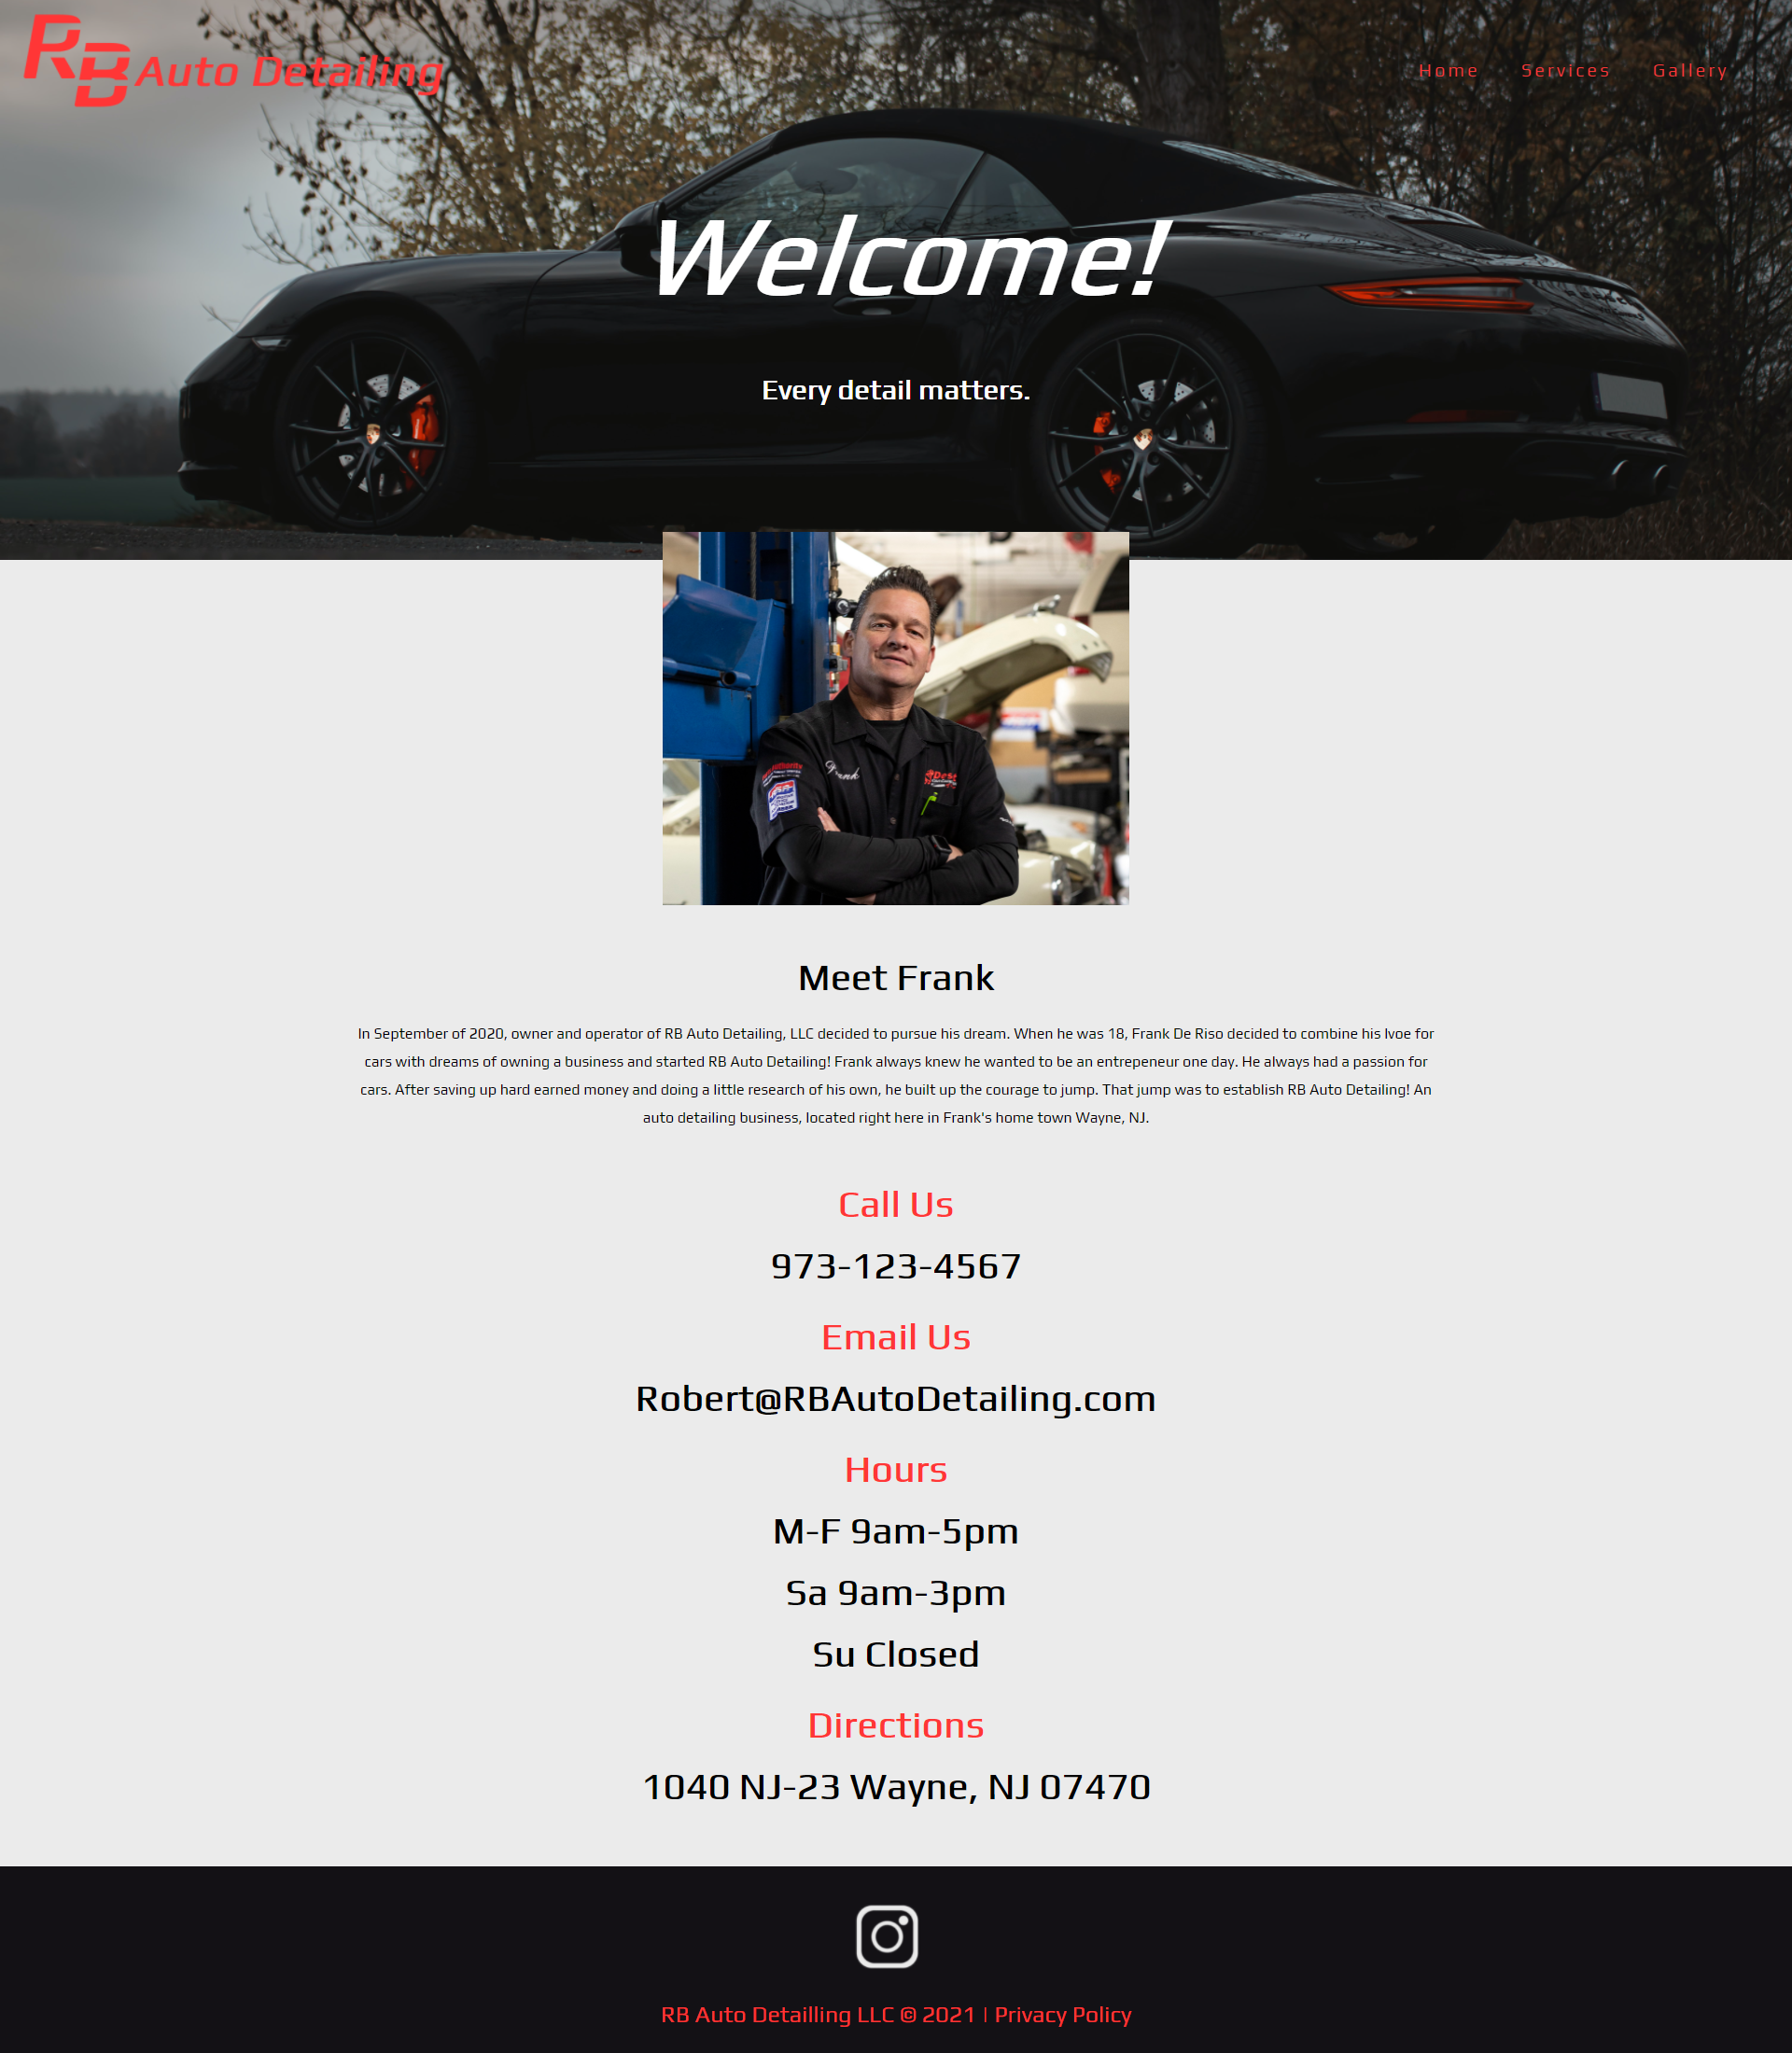 RB Auto Detailing
Home Services Gallery
Welcome!
Every detail matters.
Frank
Meet Frank
In September of 2020, owner and operator of RB Auto Detailing, LLC decided to pursue his dream. When he was 18, Frank De Riso decided to combine his lvoe for
cars with dreams of owning a business and started RB Auto Detailing! Frank always knew he wanted to be an entrepeneur one day. He always had a passion for
cars. After saving up hard earned money and doing a little research of his own, he built up the courage to jump. That jump was to establish RB Auto Detailing! An
auto detailing business, located right here in Frank's home town Wayne, NJ.
Call Us
973-123-4567
Email Us
Robert@RBAutoDetailing.com
Hours
M-F 9am-5pm
Sa 9am-3pm
Su Closed
Directions
1040 NJ-23 Wayne, NJ 07470
RB Auto Detailling LLC © 2021 | Privacy Policy